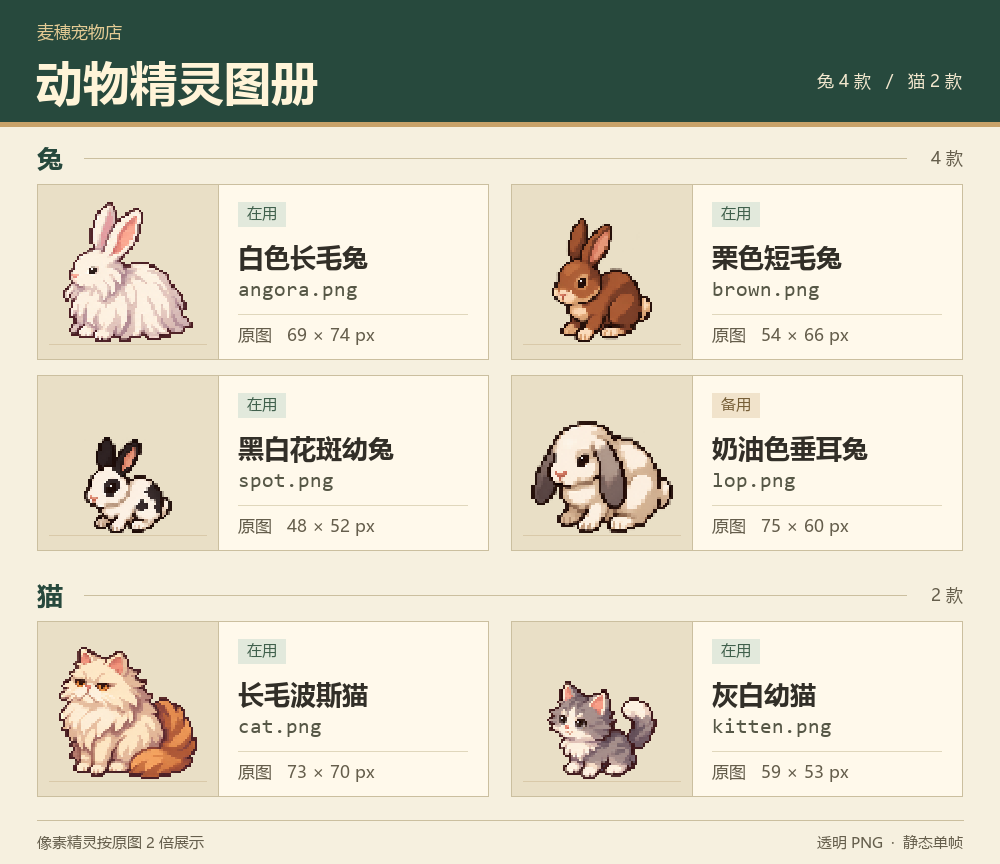 麦穗宠物店
动物精灵图册
兔 4 款 / 猫 2 款
兔
4 款
在用
白色长毛兔
angora.png
原图 69 × 74 px
在用
栗色短毛兔
brown.png
原图 54 × 66 px
在用
黑白花斑幼兔
spot.png
原图 48 × 52 px
备用
奶油色垂耳兔
lop.png
原图 75 × 60 px
猫
2 款
在用
长毛波斯猫
cat.png
原图 73 × 70 px
在用
灰白幼猫
kitten.png
原图 59 × 53 px
像素精灵按原图 2 倍展示
透明 PNG · 静态单帧